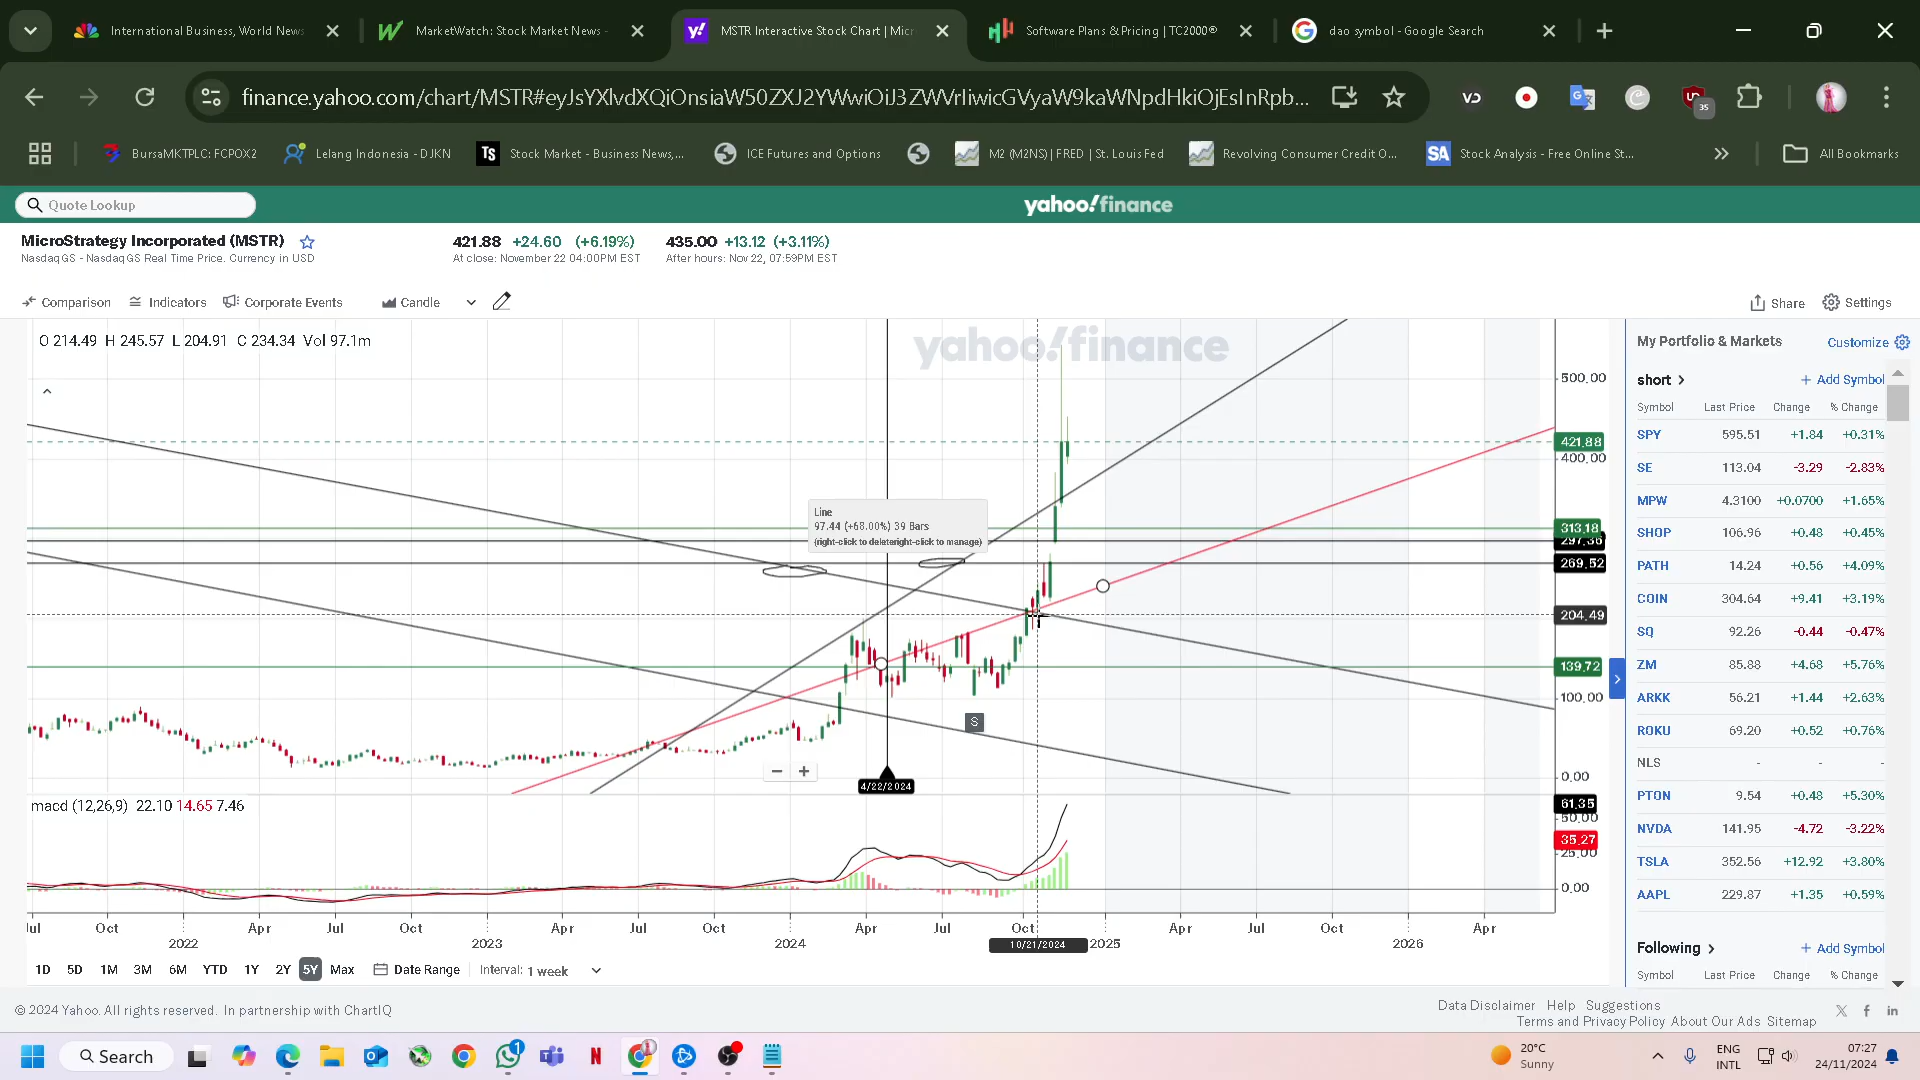 International Business, World News
MarketWatch: Stock Market News -
MSTR Interactive Stock Chart | Micr
Software Plans & Pricing | TC2000®
dao symbol - Google Search
finance.yahoo.com/chart/MSTR#eyJsYXlvdXQiOnsiaW50ZXJ2YWwiOiJ3ZWVrIiwicGVyaW9kaWNpdHkiOjEsInRpb...
35
BursaMKTPLC: FCPOX2
Lelang Indonesia - DJKN
TS Stock Market - Business News,...
ICE Futures and Options
M2 (M2NS) | FRED | St. Louis Fed
Revolving Consumer Credit O...
SA Stock Analysis - Free Online St...
All Bookmarks
Quote Lookup
yahoo!finance
MicroStrategy Incorporated (MSTR)
NasdaqGS - NasdaqGS Real Time Price. Currency in USD
421.88 +24.60 (+6.19%)
At close: November 22 04:00PM EST
435.00 +13.12 (+3.11%)
After hours: Nov 22, 07:59PM EST
Comparison Indicators Corporate Events Candle
Share Settings
O 214.49 H 245.57 L 204.91 C 234.34 Vol 97.1m
yahoo!finance
500.00
421.88
400.00
313.18
297.36
269.52
204.49
139.72
100.00
0.00
Line
97.44 (+68.00%) 39 Bars
(right-click to deleteright-click to manage)
S
4/22/2024
macd (12,26,9) 22.10 14.65 7.46
61.35
50.00
35.27
25.00
0.00
Jul Oct 2022 Apr Jul Oct 2023 Apr Jul Oct 2024 Apr Jul Oct 2025 Apr Jul Oct 2026 Apr
10/21/2024
1D 5D 1M 3M 6M YTD 1Y 2Y 5Y Max Date Range Interval: 1 week
My Portfolio & Markets Customize
short Add Symbol
Symbol Last Price Change % Change
SPY 595.51 +1.84 +0.31%
SE 113.04 -3.29 -2.83%
MPW 4.3100 +0.0700 +1.65%
SHOP 106.96 +0.48 +0.45%
PATH 14.24 +0.56 +4.09%
COIN 304.64 +9.41 +3.19%
SQ 92.26 -0.44 -0.47%
ZM 85.88 +4.68 +5.76%
ARKK 56.21 +1.44 +2.63%
ROKU 69.20 +0.52 +0.76%
NLS - - -
PTON 9.54 +0.48 +5.30%
NVDA 141.95 -4.72 -3.22%
TSLA 352.56 +12.92 +3.80%
AAPL 229.87 +1.35 +0.59%
Following Add Symbol
Symbol Last Price Change % Change
© 2024 Yahoo. All rights reserved. In partnership with ChartIQ
Data Disclaimer Help Suggestions
Terms and Privacy Policy About Our Ads Sitemap
Search
1
20°C
Sunny
ENG
INTL
07:27
24/11/2024